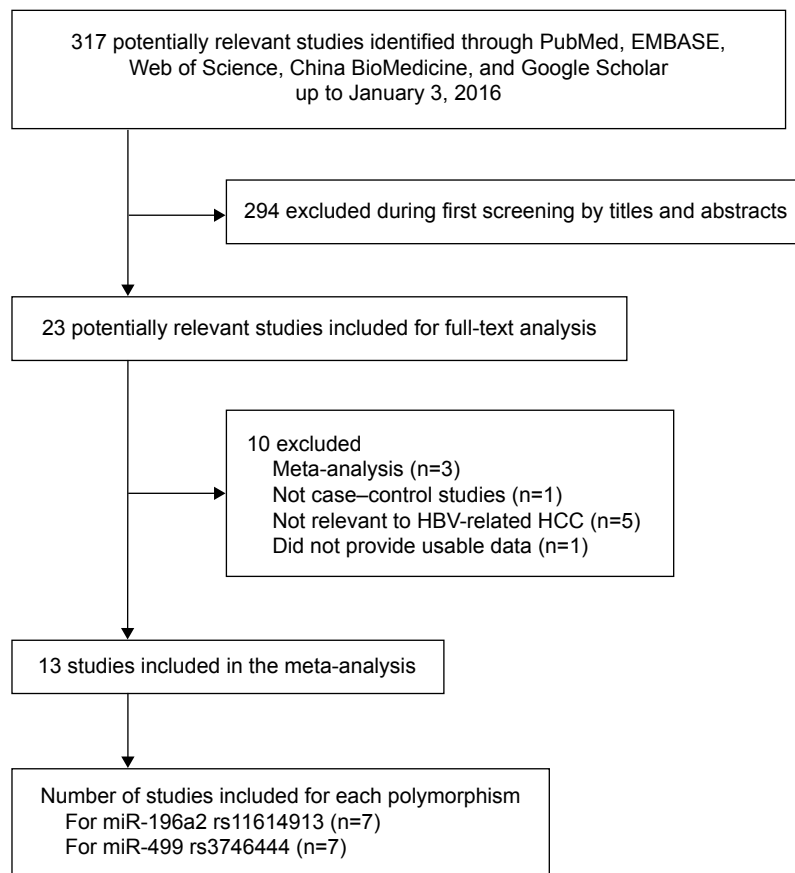 317 potentially relevant studies identified through PubMed, EMBASE,
Web of Science, China BioMedicine, and Google Scholar
up to January 3, 2016
294 excluded during first screening by titles and abstracts
23 potentially relevant studies included for full-text analysis
10 excluded
Meta-analysis (n=3)
Not case–control studies (n=1)
Not relevant to HBV-related HCC (n=5)
Did not provide usable data (n=1)
13 studies included in the meta-analysis
Number of studies included for each polymorphism
For miR-196a2 rs11614913 (n=7)
For miR-499 rs3746444 (n=7)